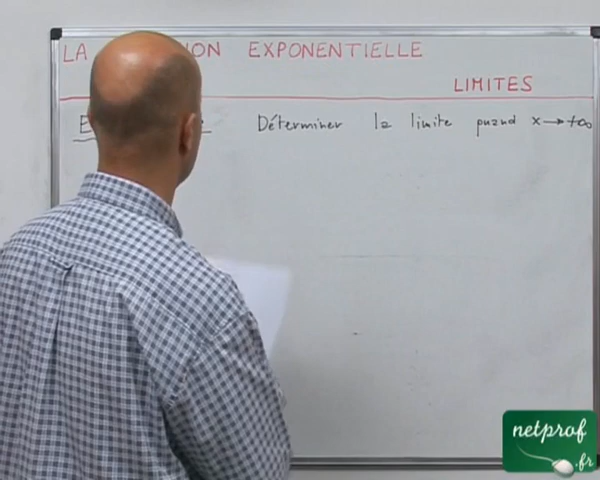 LA ION EXPONENTIELLE
LIMITES
E : Déterminer la limite quand x → +∞
netprof
.fr